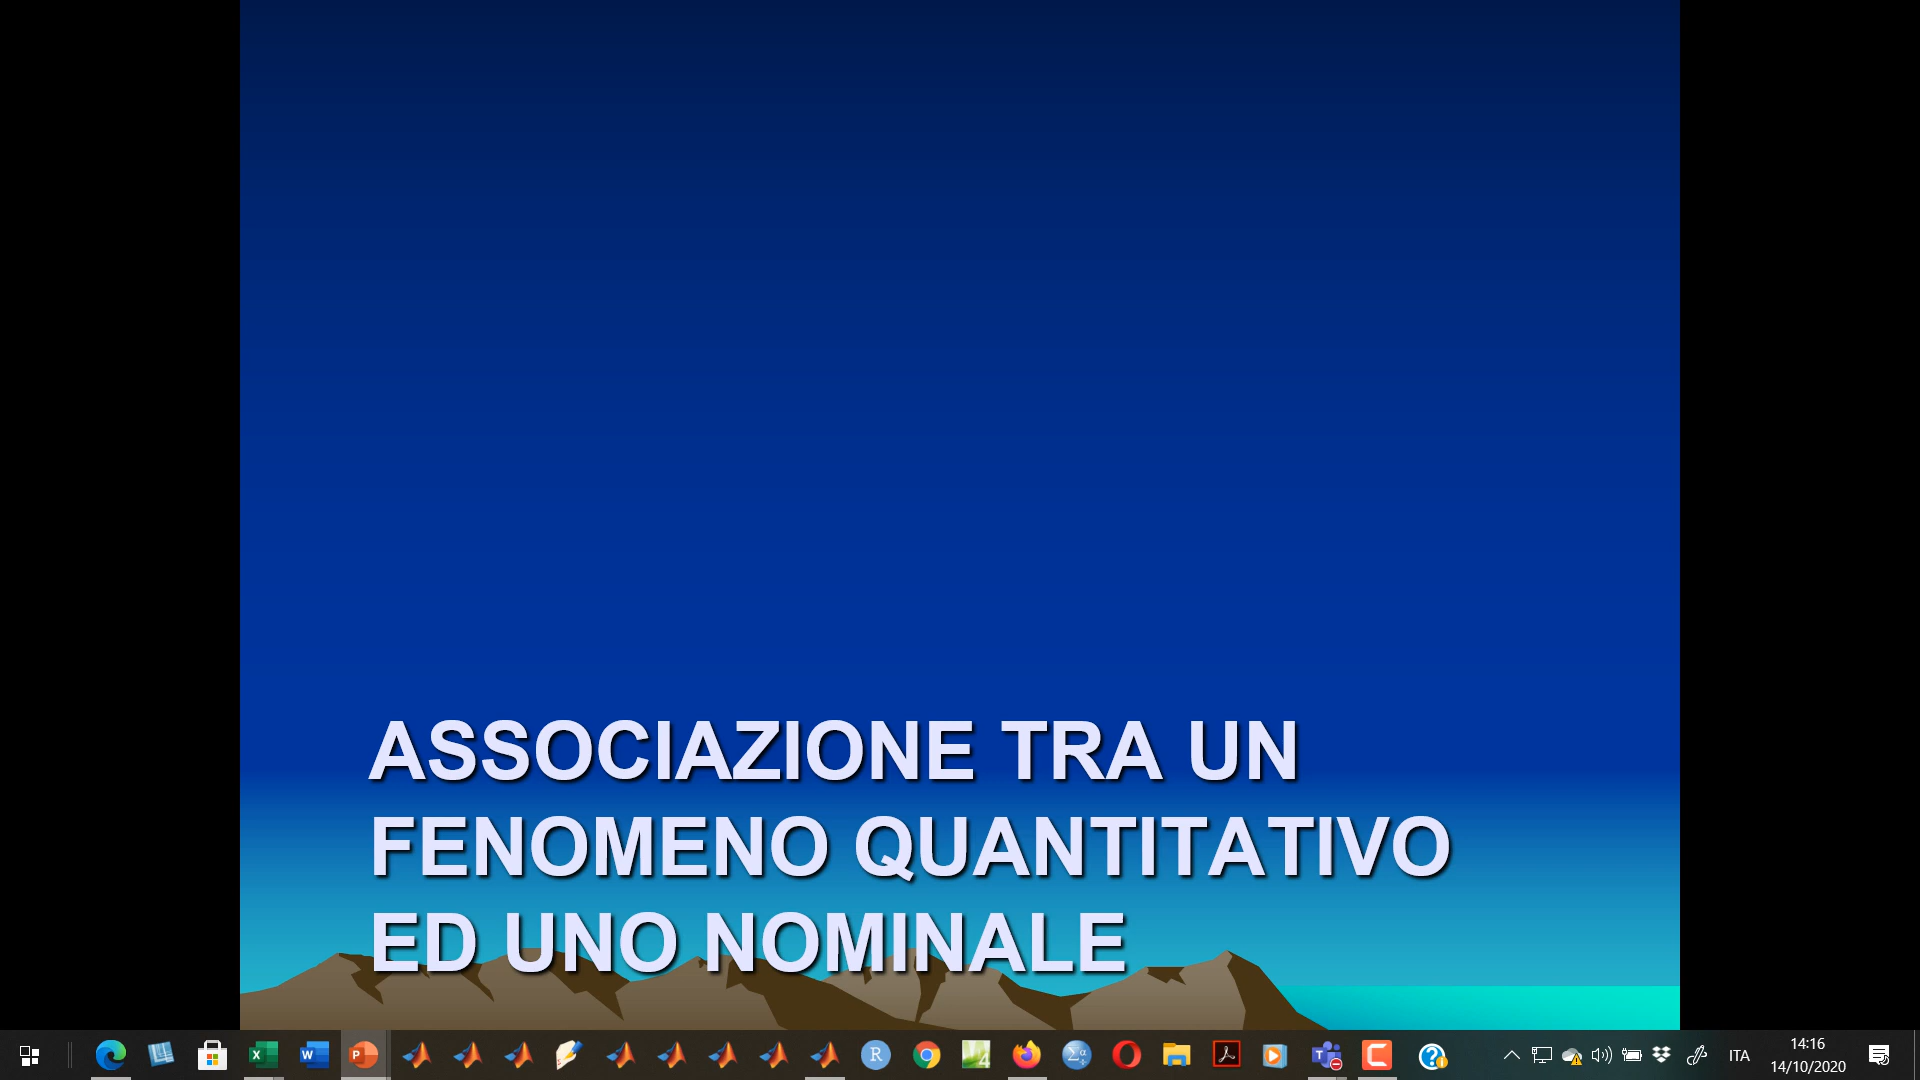 ASSOCIAZIONE TRA UN
FENOMENO QUANTITATIVO
ED UNO NOMINALE
ITA
14:16
14/10/2020